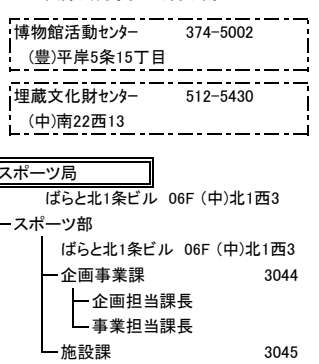 博物館活動ｾﾝﾀｰ 374-5002
(豊)平岸5条15丁目
埋蔵文化財ｾﾝﾀｰ 512-5430
(中)南22西13
スポーツ局
ばらと北1条ビル 06F (中)北1西3
スポーツ部
ばらと北1条ビル 06F (中)北1西3
企画事業課 3044
企画担当課長
事業担当課長
施設課 3045